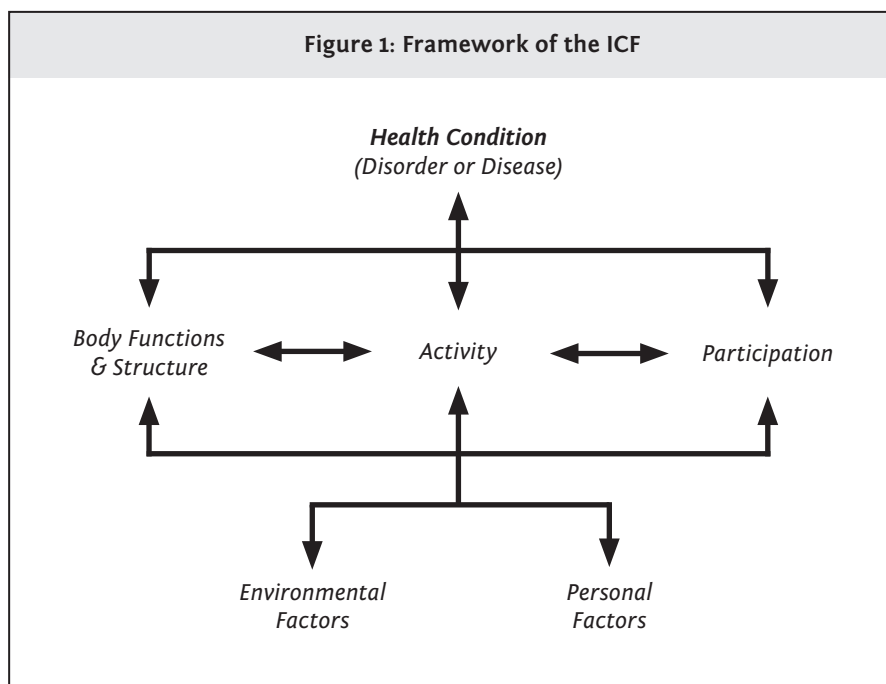 Figure 1: Framework of the ICF
Health Condition
(Disorder or Disease)
Body Functions
& Structure
Activity
Participation
Environmental
Factors
Personal
Factors